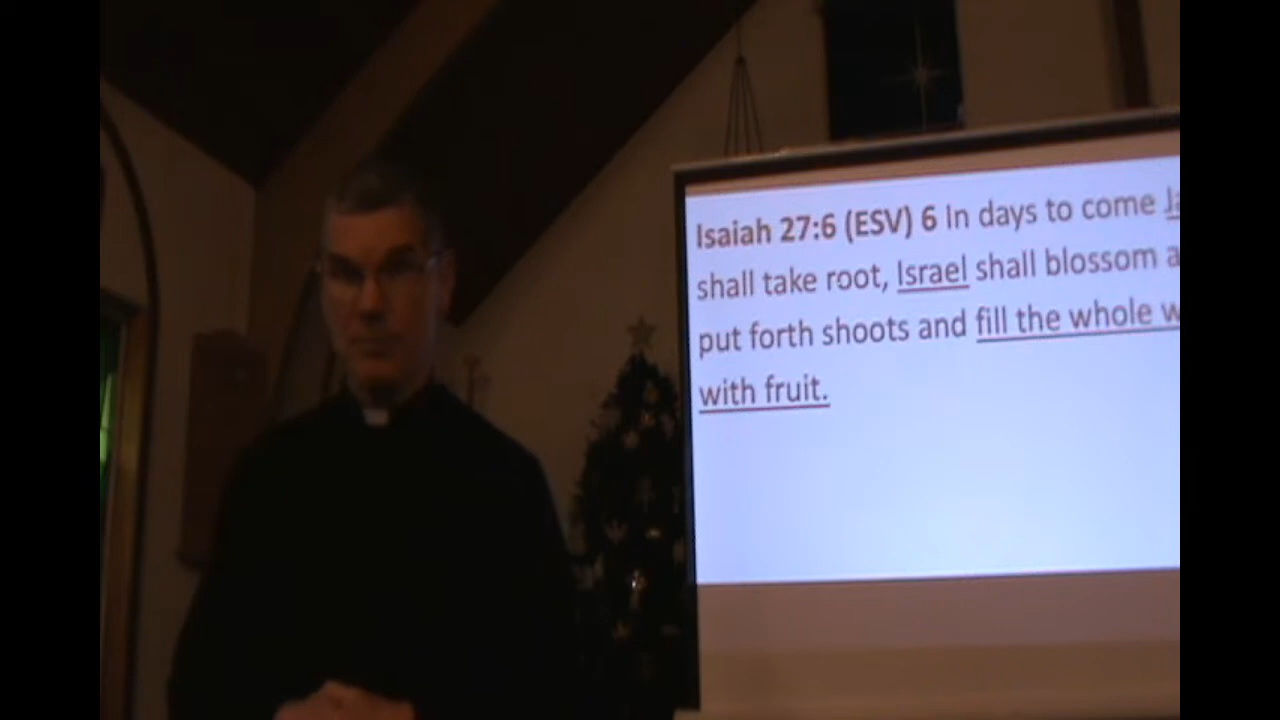 Isaiah 27:6 (ESV) 6 In days to come
shall take root, Israel shall blossom
put forth shoots and fill the whole
with fruit.